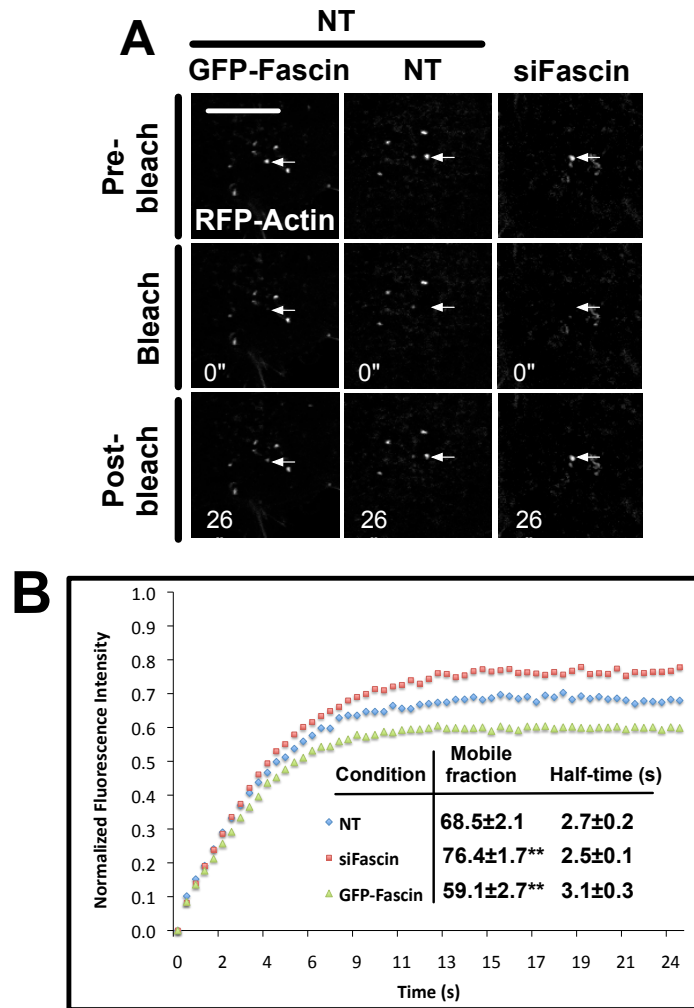 A
NT
GFP-Fascin NT siFascin
Pre-
bleach
RFP-Actin
Bleach
0" 0" 0"
Post-
bleach
26 26 26
B
Normalized Fluorescence Intensity
1.0
0.9
0.8
0.7
0.6
0.5
0.4
0.3
0.2
0.1
0.0
Condition Mobile fraction Half-time (s)
NT 68.5±2.1 2.7±0.2
siFascin 76.4±1.7** 2.5±0.1
GFP-Fascin 59.1±2.7** 3.1±0.3
0 2 4 6 8 9 11 13 15 17 19 21 22 24
Time (s)